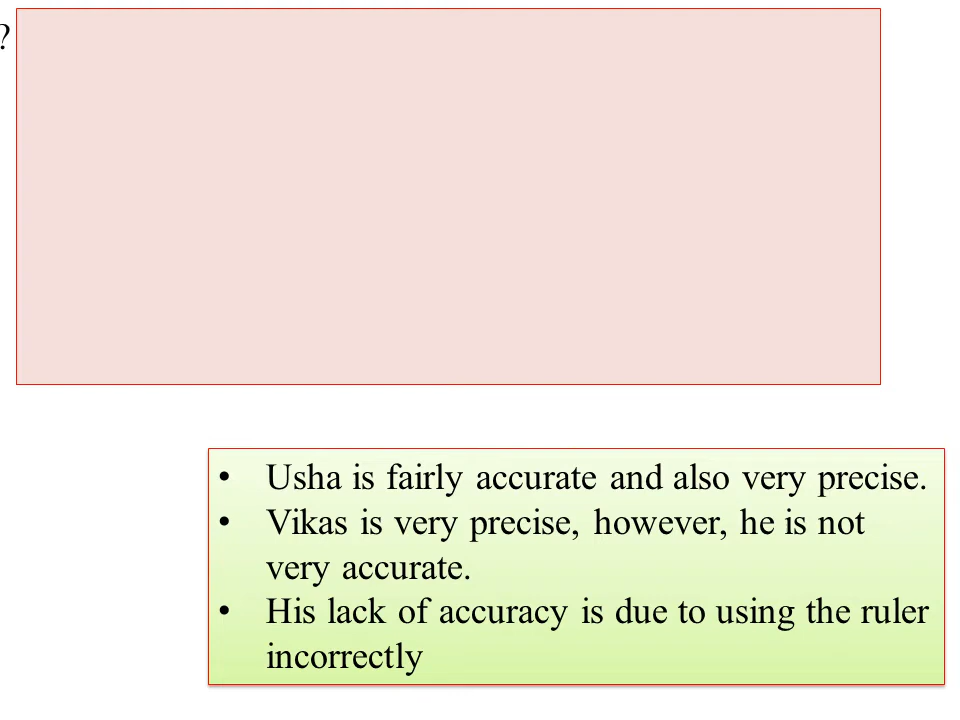 ?
• Usha is fairly accurate and also very precise.
• Vikas is very precise, however, he is not
very accurate.
• His lack of accuracy is due to using the ruler
incorrectly